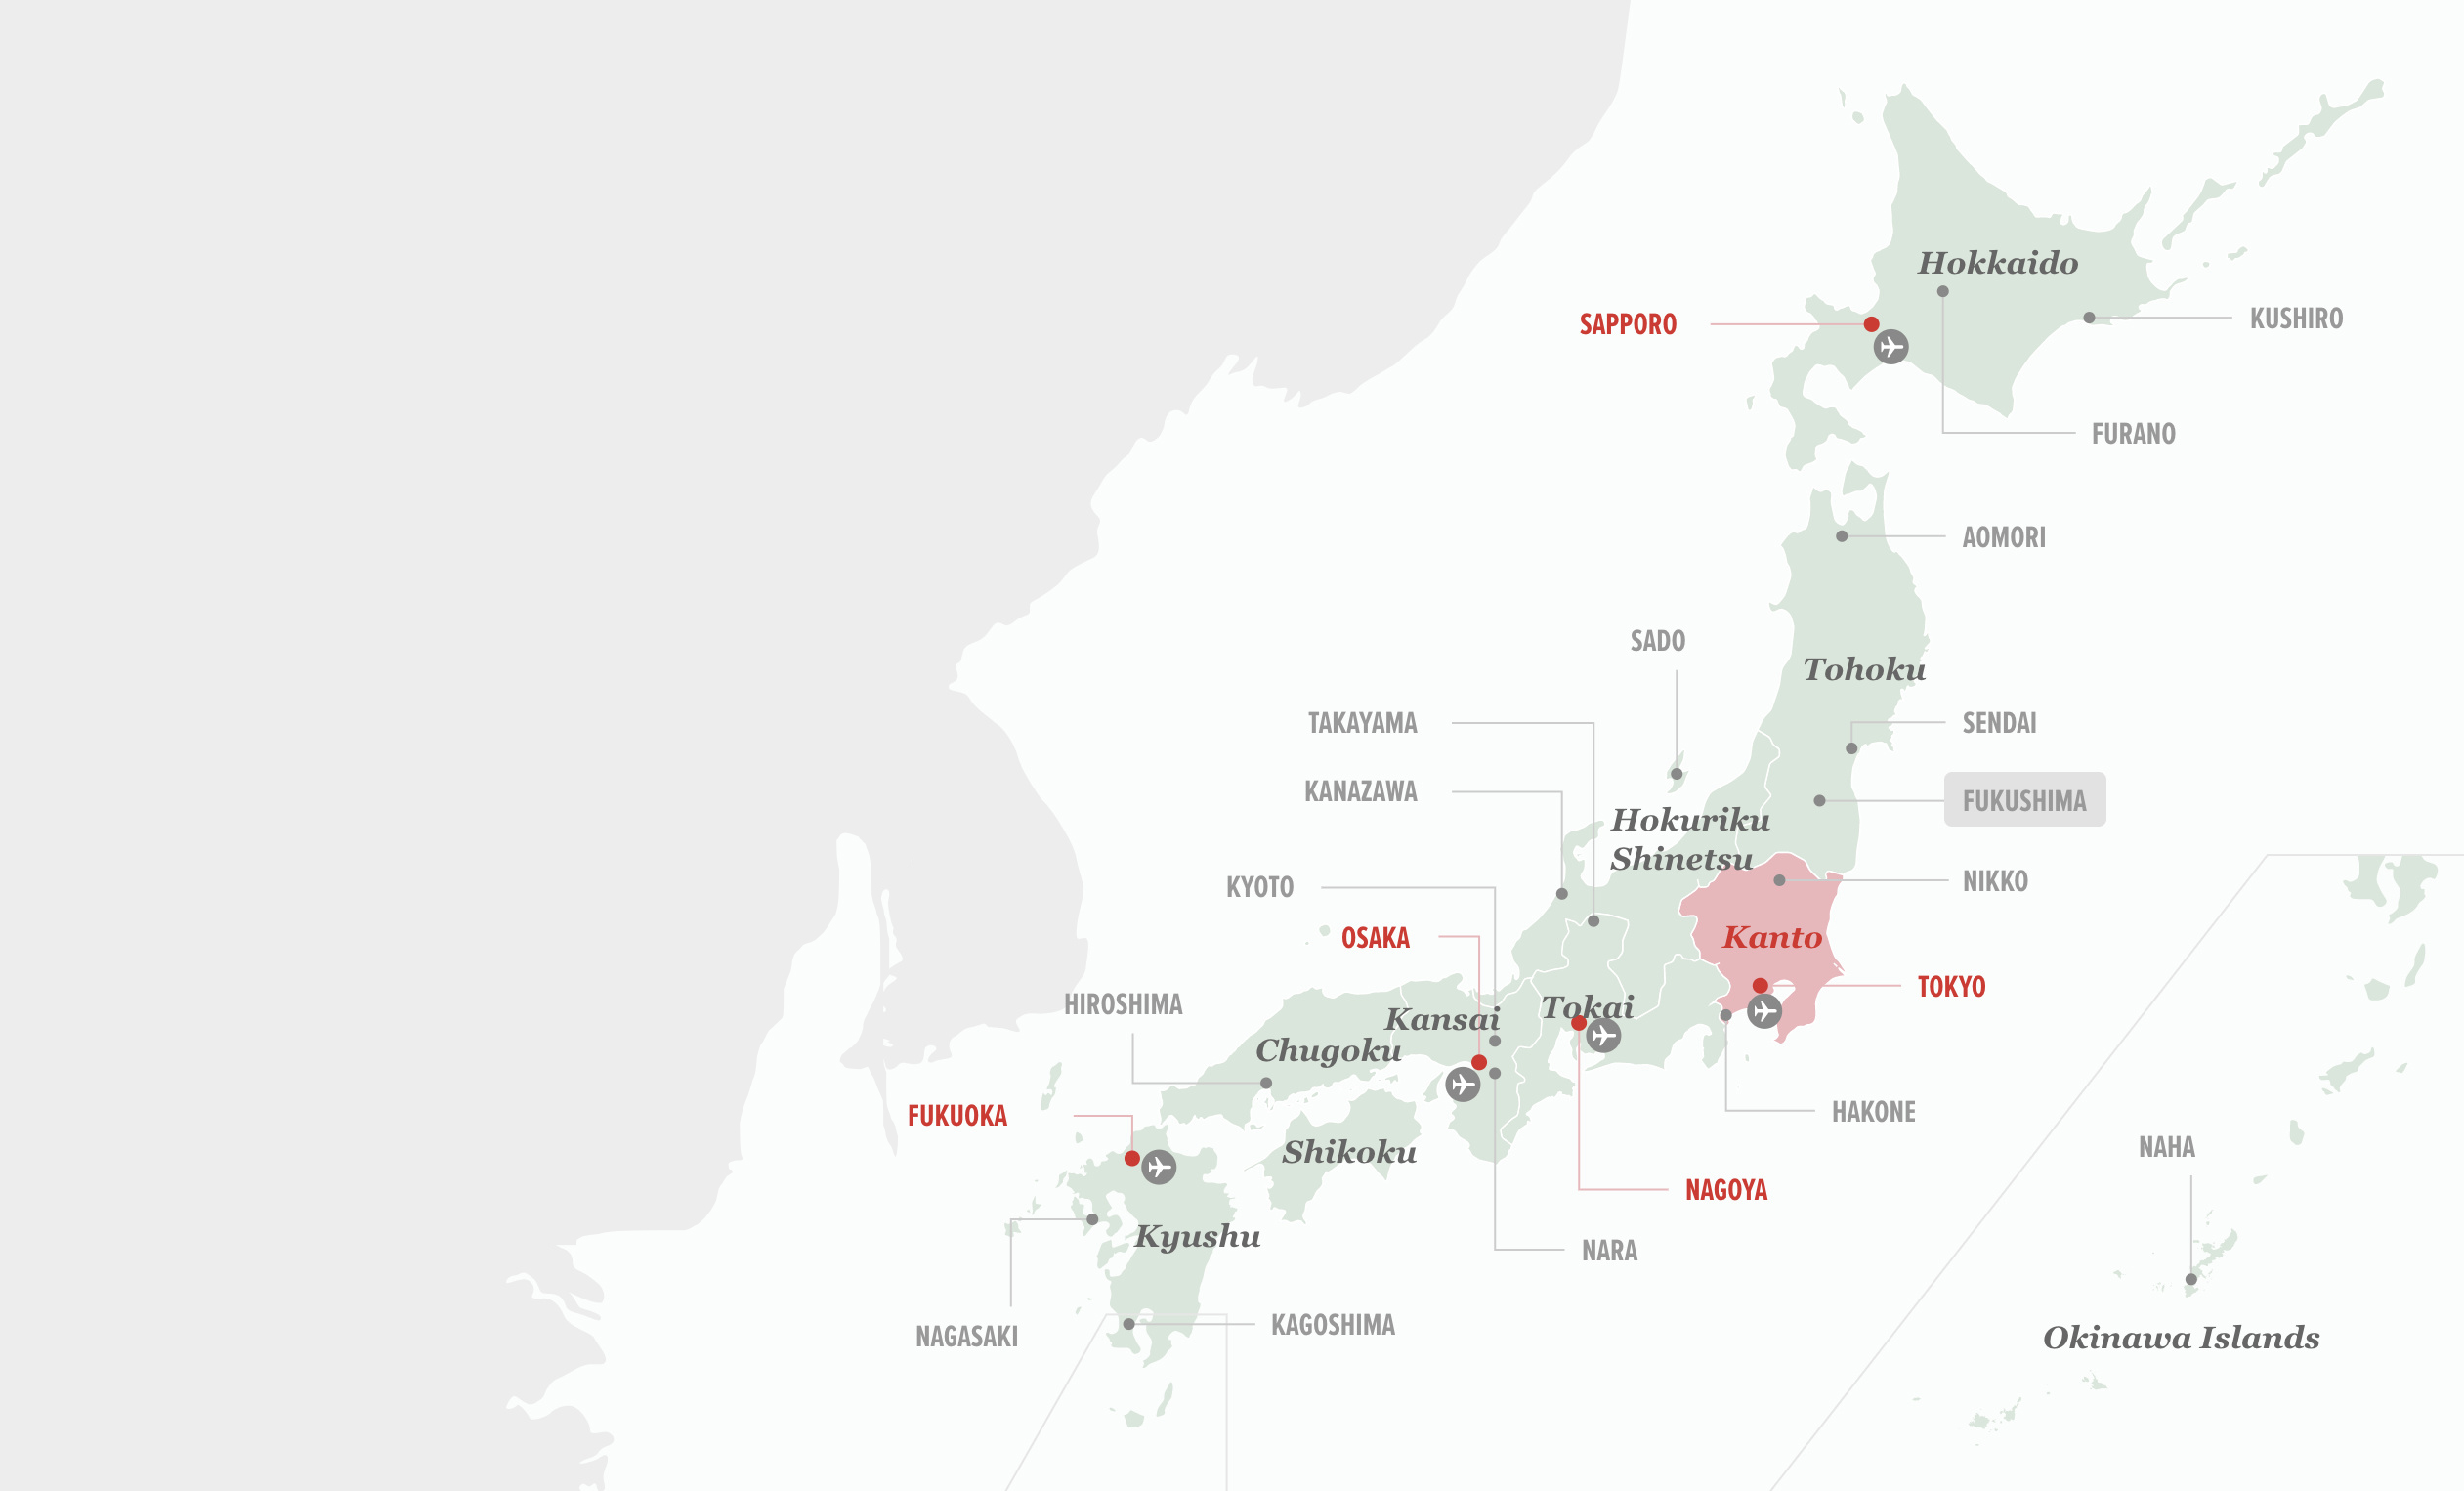 Hokkaido
SAPPORO
KUSHIRO
FURANO
AOMORI
SADO
Tohoku
TAKAYAMA
SENDAI
KANAZAWA
FUKUSHIMA
Hokuriku
Shinetsu
KYOTO
NIKKO
OSAKA
Kanto
TOKYO
HIROSHIMA
Tokai
Kansai
Chugoku
FUKUOKA
HAKONE
Shikoku
NAHA
NAGOYA
Kyushu
NARA
NAGASAKI
KAGOSHIMA
Okinawa Islands